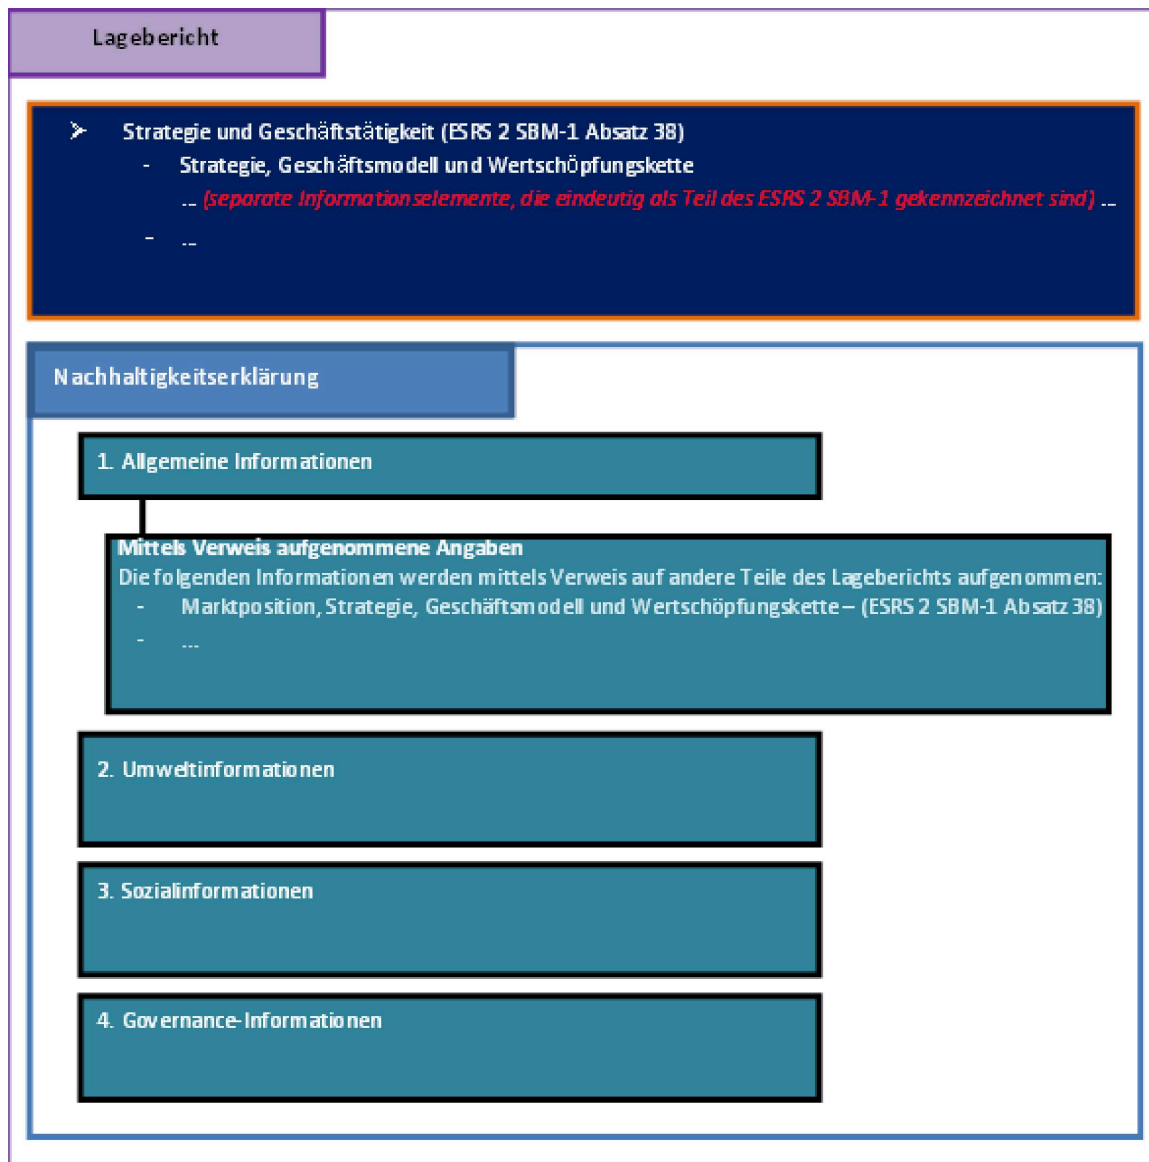 Lagebericht
➢ Strategie und Geschäftstätigkeit (ESRS 2 SBM-1 Absatz 38)
- Strategie, Geschäftsmodell und Wertschöpfungskette
... (separate Informationselemente, die eindeutig als Teil des ESRS 2 SBM-1 gekennzeichnet sind) ...
- ...
Nachhaltigkeitserklärung
1. Allgemeine Informationen
Mittels Verweis aufgenommene Angaben
Die folgenden Informationen werden mittels Verweis auf andere Teile des Lageberichts aufgenommen:
- Marktposition, Strategie, Geschäftsmodell und Wertschöpfungskette – (ESRS 2 SBM-1 Absatz 38)
- ...
2. Umweltinformationen
3. Sozialinformationen
4. Governance-Informationen